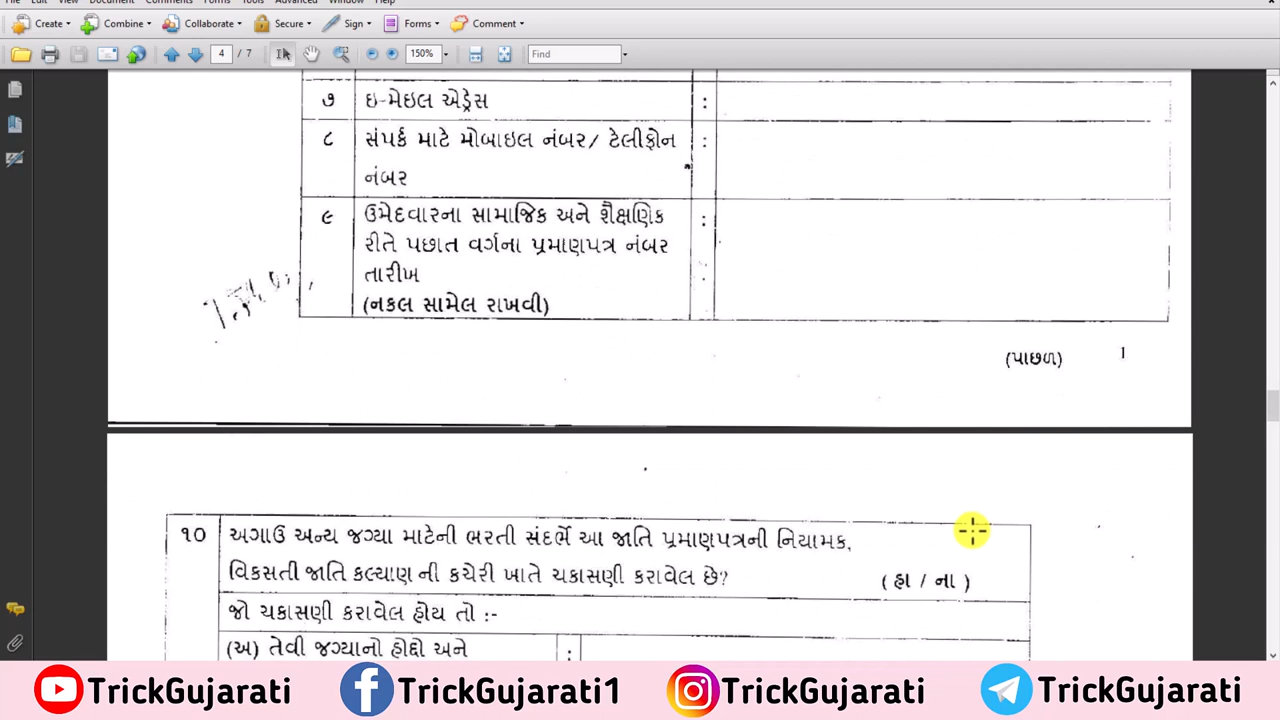 File Edit View Document Comments Forms Tools Advanced Window Help
Create Combine Collaborate Secure Sign Forms Comment
4 / 7 150% Find
૭ ઇ-મેઇલ એડ્રેસ :
૮ સંપર્ક માટે મોબાઇલ નંબર/ ટેલીફોન :
નંબર
૯ ઉમેદવારના સામાજિક અને શૈક્ષણિક :
રીતે પછાત વર્ગના પ્રમાણપત્ર નંબર
તારીખ
(નકલ સામેલ રાખવી)
(પાછળ) 1
૧૦ અગાઉ અન્ય જગ્યા માટેની ભરતી સંદર્ભે આ જાતિ પ્રમાણપત્રની નિયામક,
વિકસતી જાતિ કલ્યાણ ની કચેરી ખાતે ચકાસણી કરાવેલ છે? ( હા / ના )
જો ચકાસણી કરાવેલ હોય તો :-
(અ) તેવી જગ્યાનો હોદ્દો અને :
TrickGujarati TrickGujarati1 TrickGujarati TrickGujarati